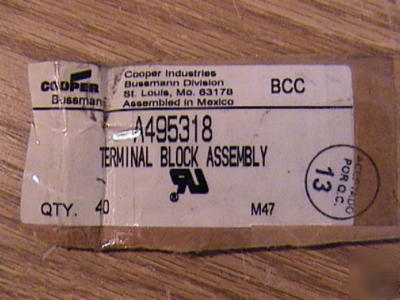 COOPER
Bussmann
Cooper Industries
Bussmann Division
St. Louis, Mo. 63178
Assembled in Mexico
BCC
A495318
TERMINAL BLOCK ASSEMBLY
QTY. 40
M47
ACEPTADO
POR Q.C.
13